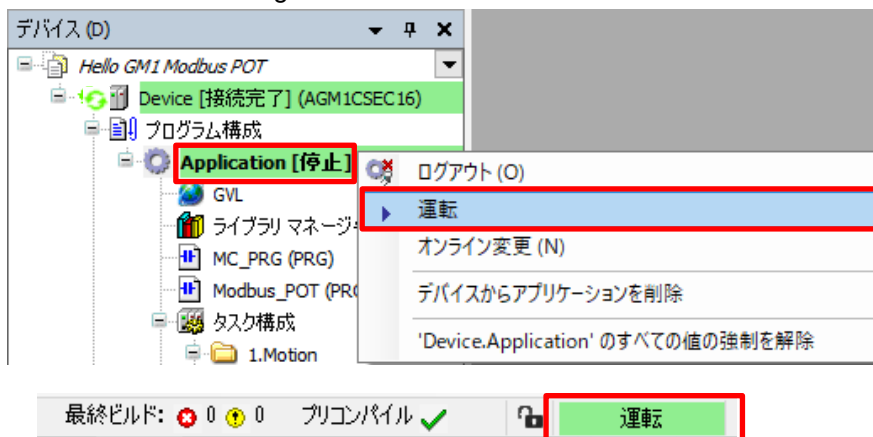 デバイス (D)
Hello GM1 Modbus POT
Device [接続完了] (AGM1CSEC16)
プログラム構成
Application [停止]
GVL
ライブラリ マネージャ
MC_PRG (PRG)
Modbus_POT (PRG
タスク構成
1.Motion
ログアウト (O)
運転
オンライン変更 (N)
デバイスからアプリケーションを削除
'Device.Application' のすべての値の強制を解除
最終ビルド: 0 0 プリコンパイル 運転